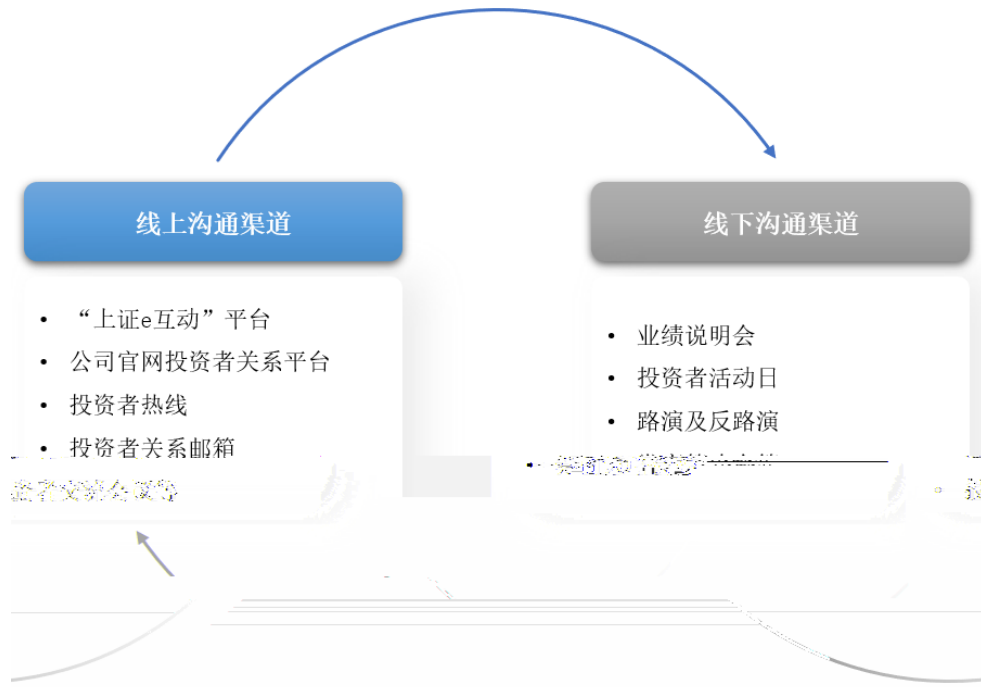 线上沟通渠道
• “上证e互动”平台
• 公司官网投资者关系平台
• 投资者热线
• 投资者关系邮箱
线下沟通渠道
• 业绩说明会
• 投资者活动日
• 路演及反路演